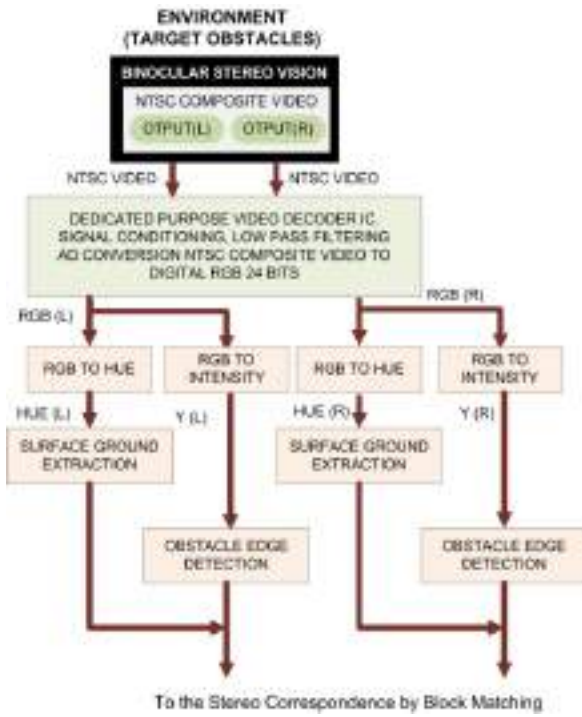 ENVIRONMENT
(TARGET OBSTACLES)
BINOCULAR STEREO VISION
NTSC COMPOSITE VIDEO
OTPUT(L) OTPUT(R)
NTSC VIDEO NTSC VIDEO
DEDICATED PURPOSE VIDEO DECODER IC.
SIGNAL CONDITIONING, LOW PASS FILTERING
AD CONVERSION NTSC COMPOSITE VIDEO TO
DIGITAL RGB 24 BITS
RGB (L) RGB (R)
RGB TO HUE
RGB TO
INTENSITY
RGB TO HUE
RGB TO
INTENSITY
HUE (L) Y (L) HUE (R) Y (R)
SURFACE GROUND
EXTRACTION
SURFACE GROUND
EXTRACTION
OBSTACLE EDGE
DETECTION
OBSTACLE EDGE
DETECTION
To the Stereo Correspondence by Block Matching